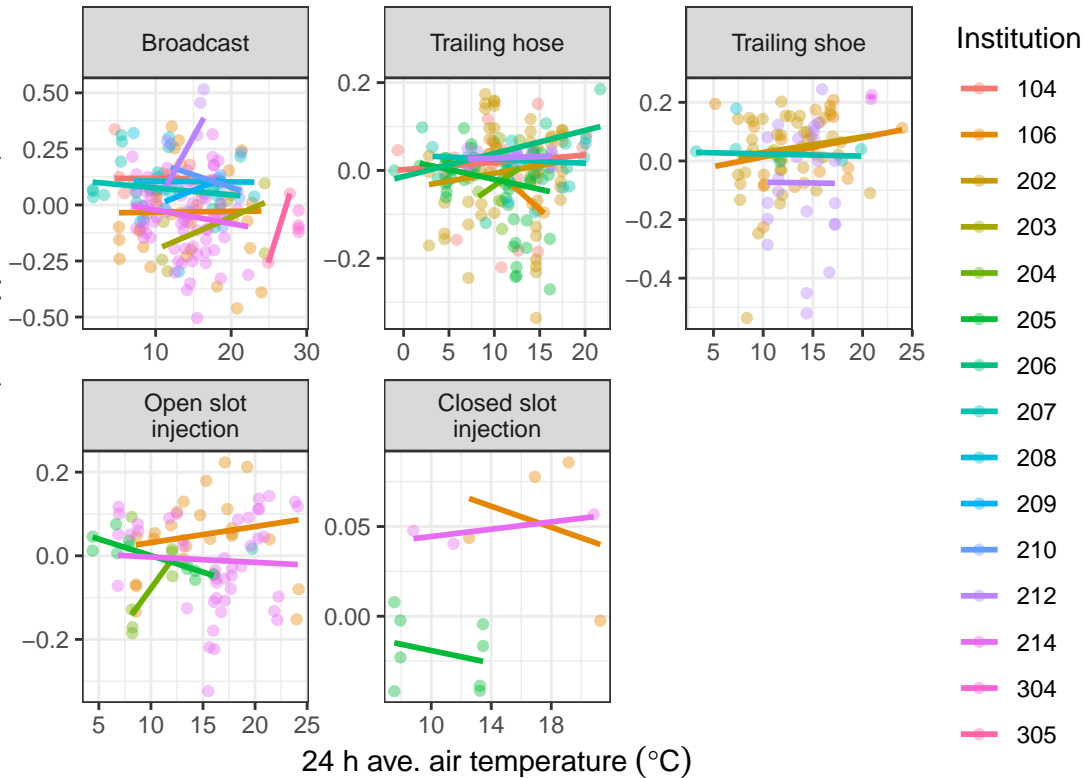 Broadcast
Trailing hose
Trailing shoe
Institution
0.50
0.25
0.00
−0.25
−0.50
10 20 30
0.2
0.0
−0.2
0 5 10 15 20
0.2
0.0
−0.2
−0.4
5 10 15 20 25
104
106
202
203
204
205
206
207
208
209
210
212
214
304
305
Open slot
injection
Closed slot
injection
0.2
0.0
−0.2
5 10 15 20 25
0.05
0.00
10 14 18
24 h ave. air temperature (°C)